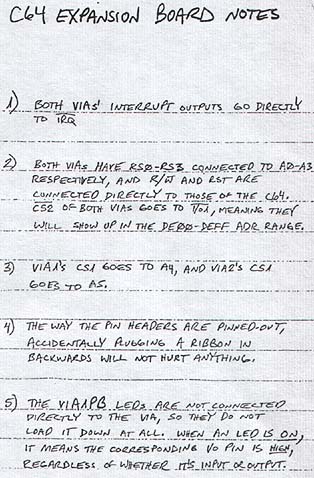 C64 EXPANSION BOARD NOTES
1) BOTH VIAs' INTERRUPT OUTPUTS GO DIRECTLY
TO I̅R̅Q̅
2) BOTH VIAs HAVE RS0-RS3 CONNECTED TO A0-A3
RESPECTIVELY, AND R/W̅ AND RST ARE
CONNECTED DIRECTLY TO THOSE OF THE C64.
CS2 OF BOTH VIAs GOES TO I̅/O̅1̅, MEANING THEY
WILL SHOW UP IN THE DE00-DEFF ADR RANGE.
3) VIA1'S CS1 GOES TO A4, AND VIA2'S CS1
GOES TO A5.
4) THE WAY THE PIN HEADERS ARE PINNED-OUT,
ACCIDENTALLY PLUGGING A RIBBON IN
BACKWARDS WILL NOT HURT ANYTHING.
5) THE VIA1PB LEDs ARE NOT CONNECTED
DIRECTLY TO THE VIA, SO THEY DO NOT
LOAD IT DOWN AT ALL. WHEN AN LED IS ON,
IT MEANS THE CORRESPONDING I/O PIN IS HIGH,
REGARDLESS OF WHETHER IT'S INPUT OR OUTPUT.